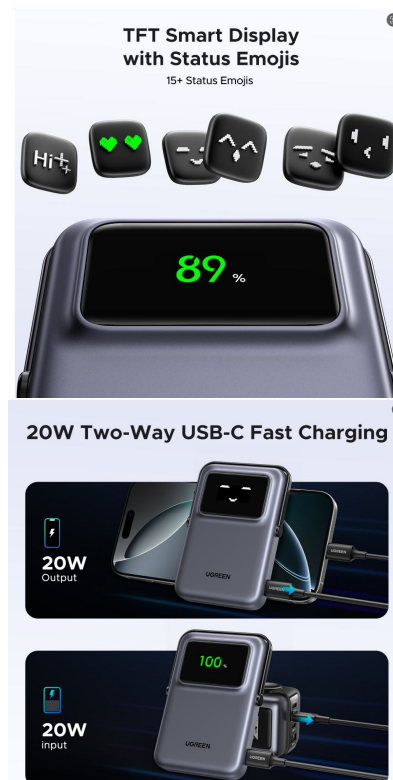 TFT Smart Display
with Status Emojis
15+ Status Emojis
Hi
89 %
20W Two-Way USB-C Fast Charging
20W
Output
UGREEN
UGREEN
UGREEN
20W
input
100 %
UGREEN
UGREEN